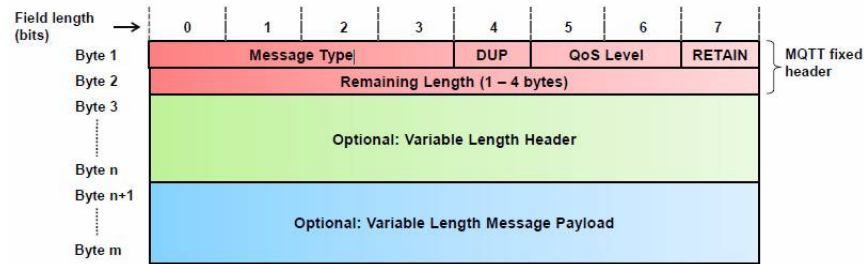 Field length (bits)
0 1 2 3 4 5 6 7
Byte 1 Message Type DUP QoS Level RETAIN
Byte 2 Remaining Length (1 – 4 bytes)
MQTT fixed header
Byte 3
Optional: Variable Length Header
Byte n
Byte n+1
Optional: Variable Length Message Payload
Byte m